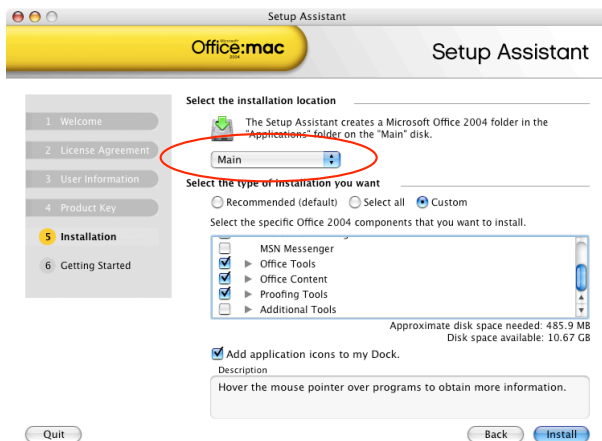 Setup Assistant
Microsoft
Office:mac
2004
Setup Assistant
1 Welcome
2 License Agreement
3 User Information
4 Product Key
5 Installation
6 Getting Started
Select the installation location
The Setup Assistant creates a Microsoft Office 2004 folder in the
"Applications" folder on the "Main" disk.
Main
Select the type of installation you want
Recommended (default) Select all Custom
Select the specific Office 2004 components that you want to install.
MSN Messenger
Office Tools
Office Content
Proofing Tools
Additional Tools
Approximate disk space needed: 485.9 MB
Disk space available: 10.67 GB
Add application icons to my Dock.
Description
Hover the mouse pointer over programs to obtain more information.
Quit Back Install